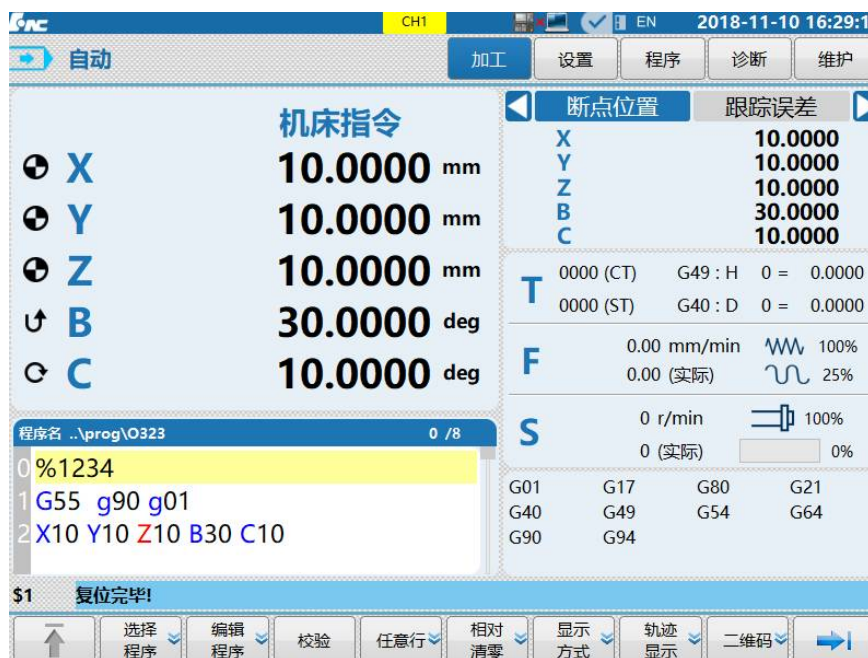 HNC CH1 EN 2018-11-10 16:29:1
自动 加工 设置 程序 诊断 维护
机床指令
X 10.0000 mm
Y 10.0000 mm
Z 10.0000 mm
B 30.0000 deg
C 10.0000 deg
断点位置 跟踪误差
X 10.0000
Y 10.0000
Z 10.0000
B 30.0000
C 10.0000
T 0000 (CT) G49 : H 0 = 0.0000
0000 (ST) G40 : D 0 = 0.0000
F 0.00 mm/min 100%
0.00 (实际) 25%
S 0 r/min 100%
0 (实际) 0%
程序名 ..\prog\O323 0 /8
0 %1234
1 G55 g90 g01
2 X10 Y10 Z10 B30 C10
G01 G17 G80 G21
G40 G49 G54 G64
G90 G94
$1 复位完毕!
选择程序 编辑程序 校验 任意行 相对清零 显示方式 轨迹显示 二维码